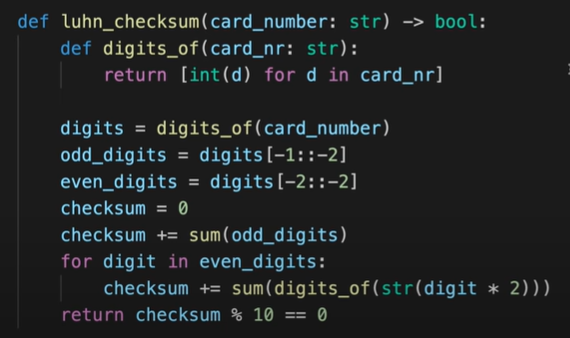 def luhn_checksum(card_number: str) -> bool:
    def digits_of(card_nr: str):
        return [int(d) for d in card_nr]

    digits = digits_of(card_number)
    odd_digits = digits[-1::-2]
    even_digits = digits[-2::-2]
    checksum = 0
    checksum += sum(odd_digits)
    for digit in even_digits:
        checksum += sum(digits_of(str(digit * 2)))
    return checksum % 10 == 0